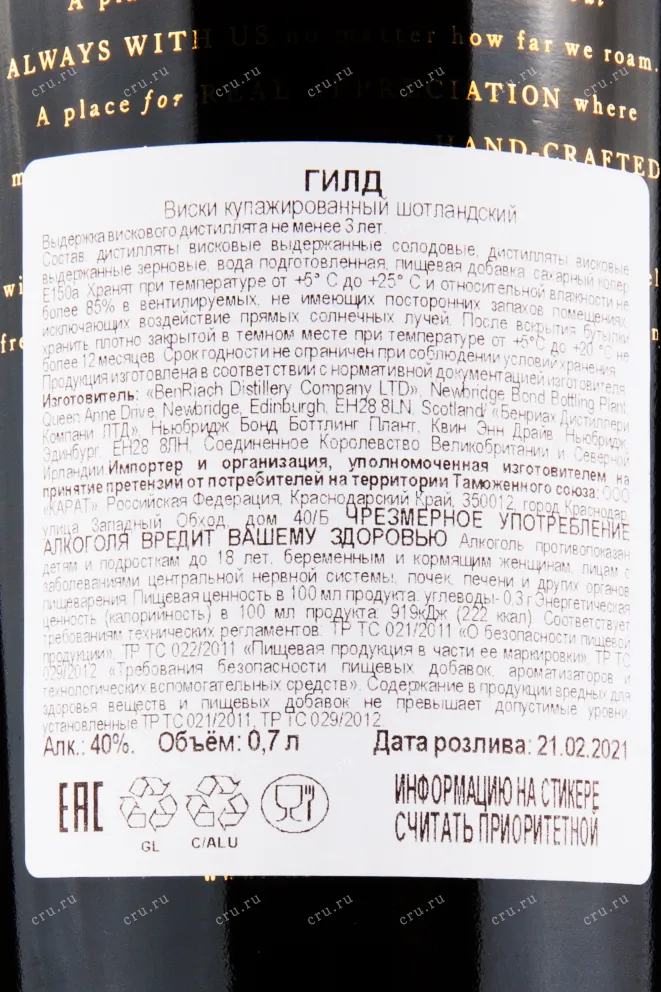 A pla
ALWAYS WITH US no matter how far we roam.
A place for REAL APPRECIATION where
HAND-CRAFTED
ГИЛД
Виски купажированный шотландский
Выдержка вискового дистиллята не менее 3 лет.
Состав: дистилляты висковые выдержанные солодовые, дистилляты висковые
выдержанные зерновые, вода подготовленная, пищевая добавка сахарный колер
Е150а. Хранят при температуре от +5° С до +25° С и относительной влажности не
более 85% в вентилируемых, не имеющих посторонних запахов помещениях,
исключающих воздействие прямых солнечных лучей. После вскрытия бутылки
хранить плотно закрытой в темном месте при температуре от +5°С до +20 °С не
более 12 месяцев. Срок годности не ограничен при соблюдении условий хранения.
Продукция изготовлена в соответствии с нормативной документацией изготовителя.
Изготовитель: «BenRiach Distillery Company LTD», Newbridge Bond Bottling Plant,
Queen Anne Drive, Newbridge, Edinburgh, EH28 8LN, Scotland/ «Бенриах Дистиллери
Компани ЛТД», Ньюбридж Бонд Боттлинг Плант, Квин Энн Драйв Ньюбридж,
Эдинбург, EH28 8ЛН, Соединенное Королевство Великобритании и Северной
Ирландии Импортер и организация, уполномоченная изготовителем на
принятие претензий от потребителей на территории Таможенного союза: ООО
«КАРАТ», Российская Федерация, Краснодарский Край, 350012, город Краснодар,
улица Западный Обход, дом 40/Б ЧРЕЗМЕРНОЕ УПОТРЕБЛЕНИЕ
АЛКОГОЛЯ ВРЕДИТ ВАШЕМУ ЗДОРОВЬЮ Алкоголь противопоказан
детям и подросткам до 18 лет, беременным и кормящим женщинам, лицам с
заболеваниями центральной нервной системы, почек, печени и других органов
пищеварения. Пищевая ценность в 100 мл продукта: углеводы- 0,3 г Энергетическая
ценность (калорийность) в 100 мл продукта: 919кДж (222 ккал) Соответствует
требованиям технических регламентов: ТР ТС 021/2011 «О безопасности пищевой
продукции», ТР ТС 022/2011 «Пищевая продукция в части ее маркировки» ТР ТС
029/2012 «Требования безопасности пищевых добавок, ароматизаторов и
технологических вспомогательных средств». Содержание в продукции вредных для
здоровья веществ и пищевых добавок не превышает допустимые уровни,
установленные ТР ТС 021/2011, ТР ТС 029/2012.
Алк.: 40%. Объём: 0,7 л Дата розлива: 21.02.2021
EAC
GL
C/ALU
ИНФОРМАЦИЮ НА СТИКЕРЕ
СЧИТАТЬ ПРИОРИТЕТНОЙ
cru.ru